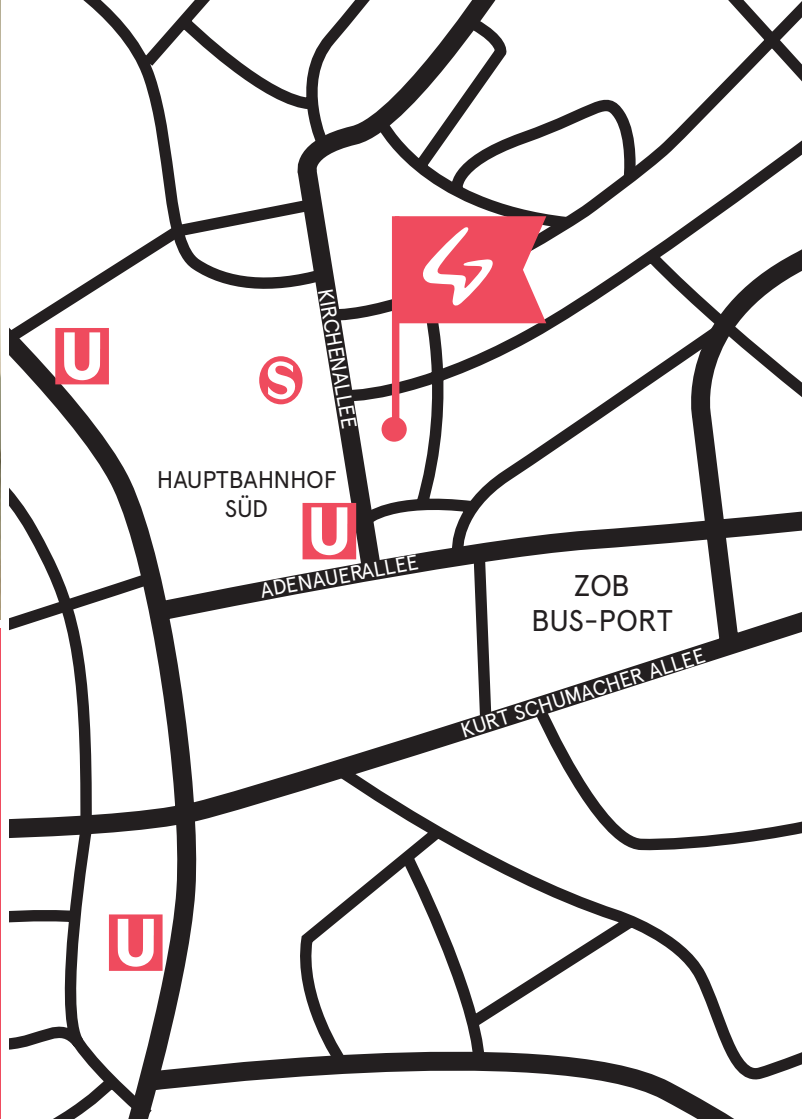 KIRCHENALLEE
U
S
HAUPTBAHNHOF
SÜD
U
ADENAUERALLEE
ZOB
BUS-PORT
KURT SCHUMACHER ALLEE
U